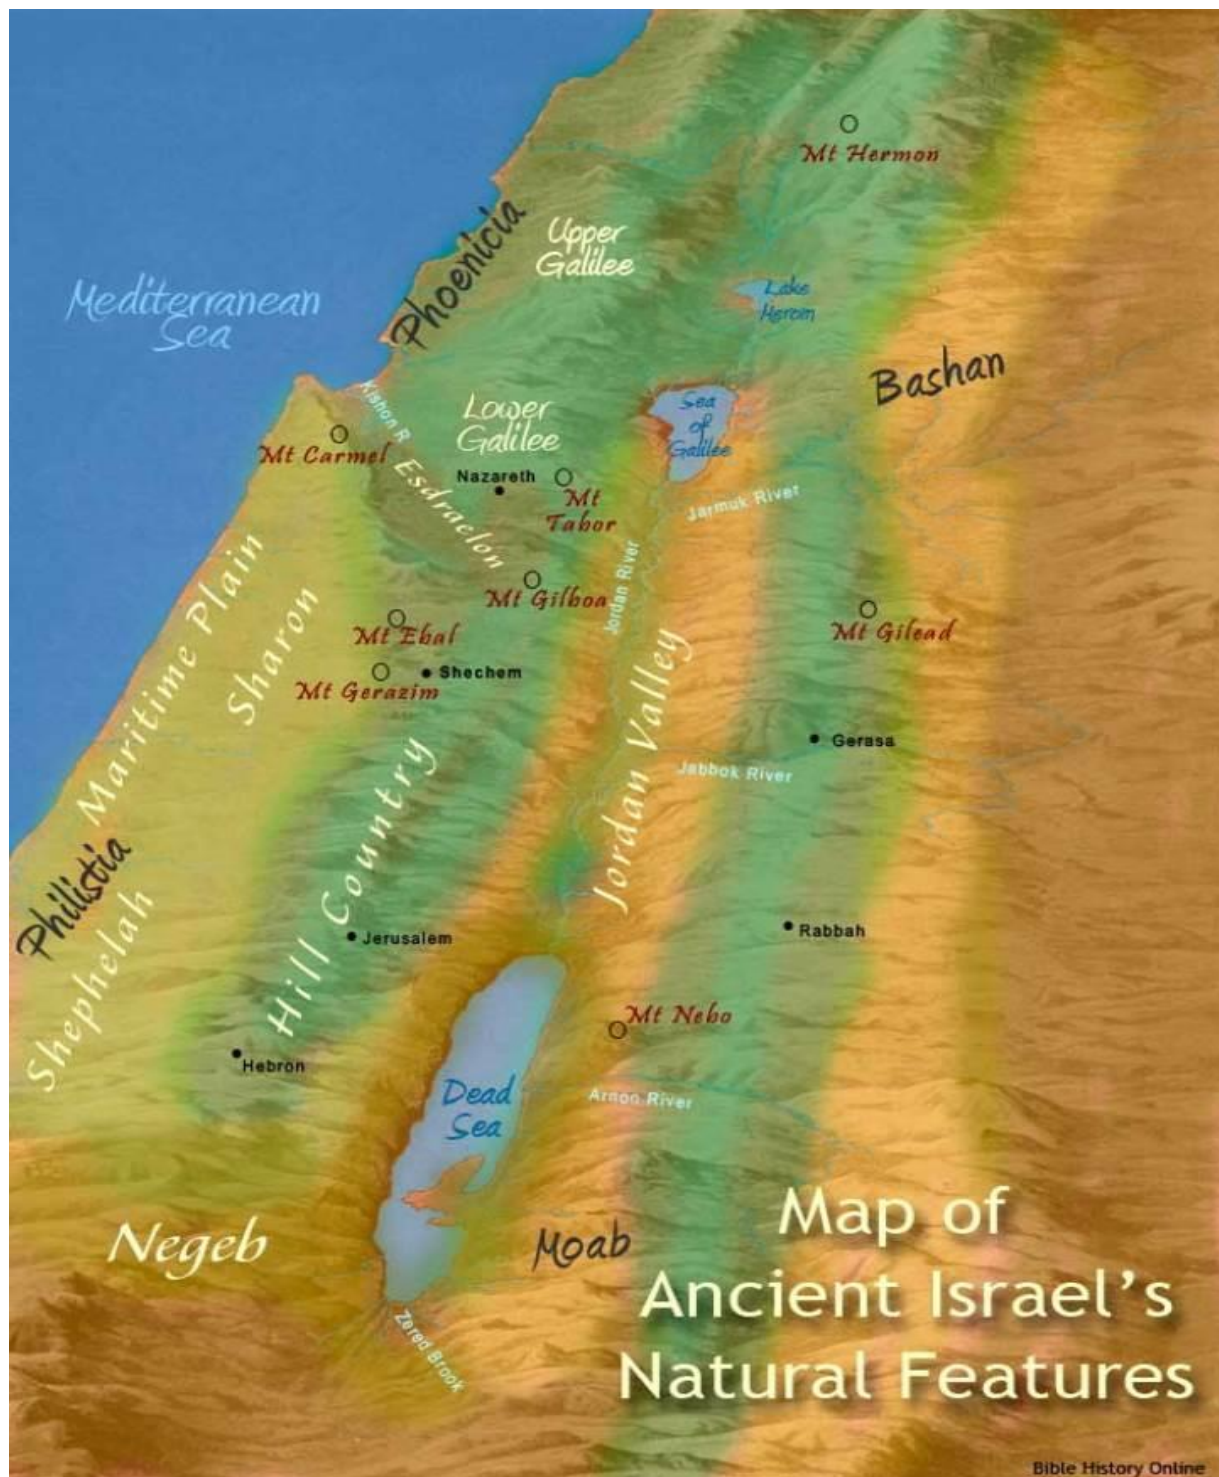 Mt Hermon
Phoenicia
Upper
Galilee
Mediterranean
Sea
Lake
Merom
Bashan
Kishon R
Lower
Galilee
Sea
of
Galilee
Mt Carmel
Esdraelon
Nazareth
Mt
Tabor
Jarmuk River
Jordan River
Mt Gilboa
Maritime Plain
Sharon
Mt Ebal
Mt Gilead
Shechem
Mt Gerazim
Jordan Valley
Gerasa
Jabbok River
Hill Country
Philistia
Shephelah
Jerusalem
Rabbah
Mt Nebo
Hebron
Dead
Sea
Arnon River
Negeb
Moab
Zered Brook
Map of
Ancient Israel's
Natural Features
Bible History Online